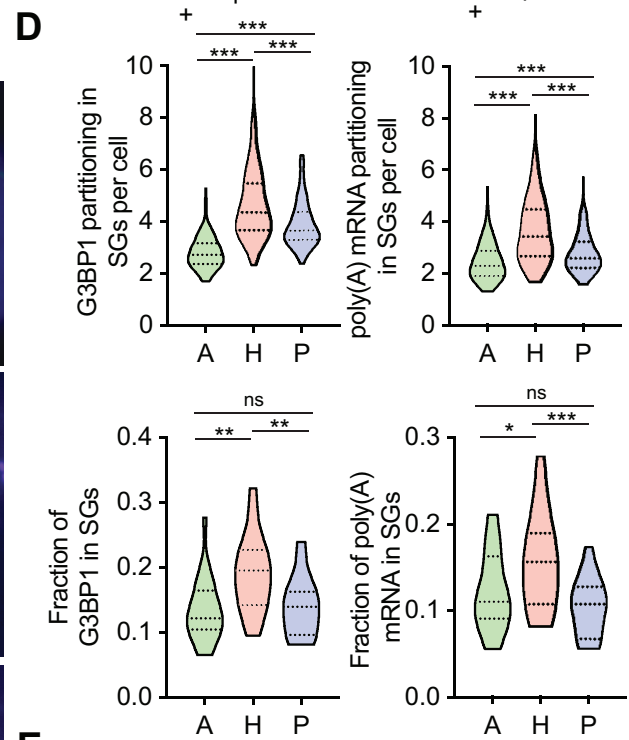 +
+
D
***
***
***
10
8
6
4
2
0
G3BP1 partitioning in
SGs per cell
A H P
***
***
***
10
8
6
4
2
0
poly(A) mRNA partitioning
in SGs per cell
A H P
ns
**
**
0.4
0.3
0.2
0.1
0.0
Fraction of
G3BP1 in SGs
A H P
ns
*
***
0.3
0.2
0.1
0.0
Fraction of poly(A)
mRNA in SGs
A H P